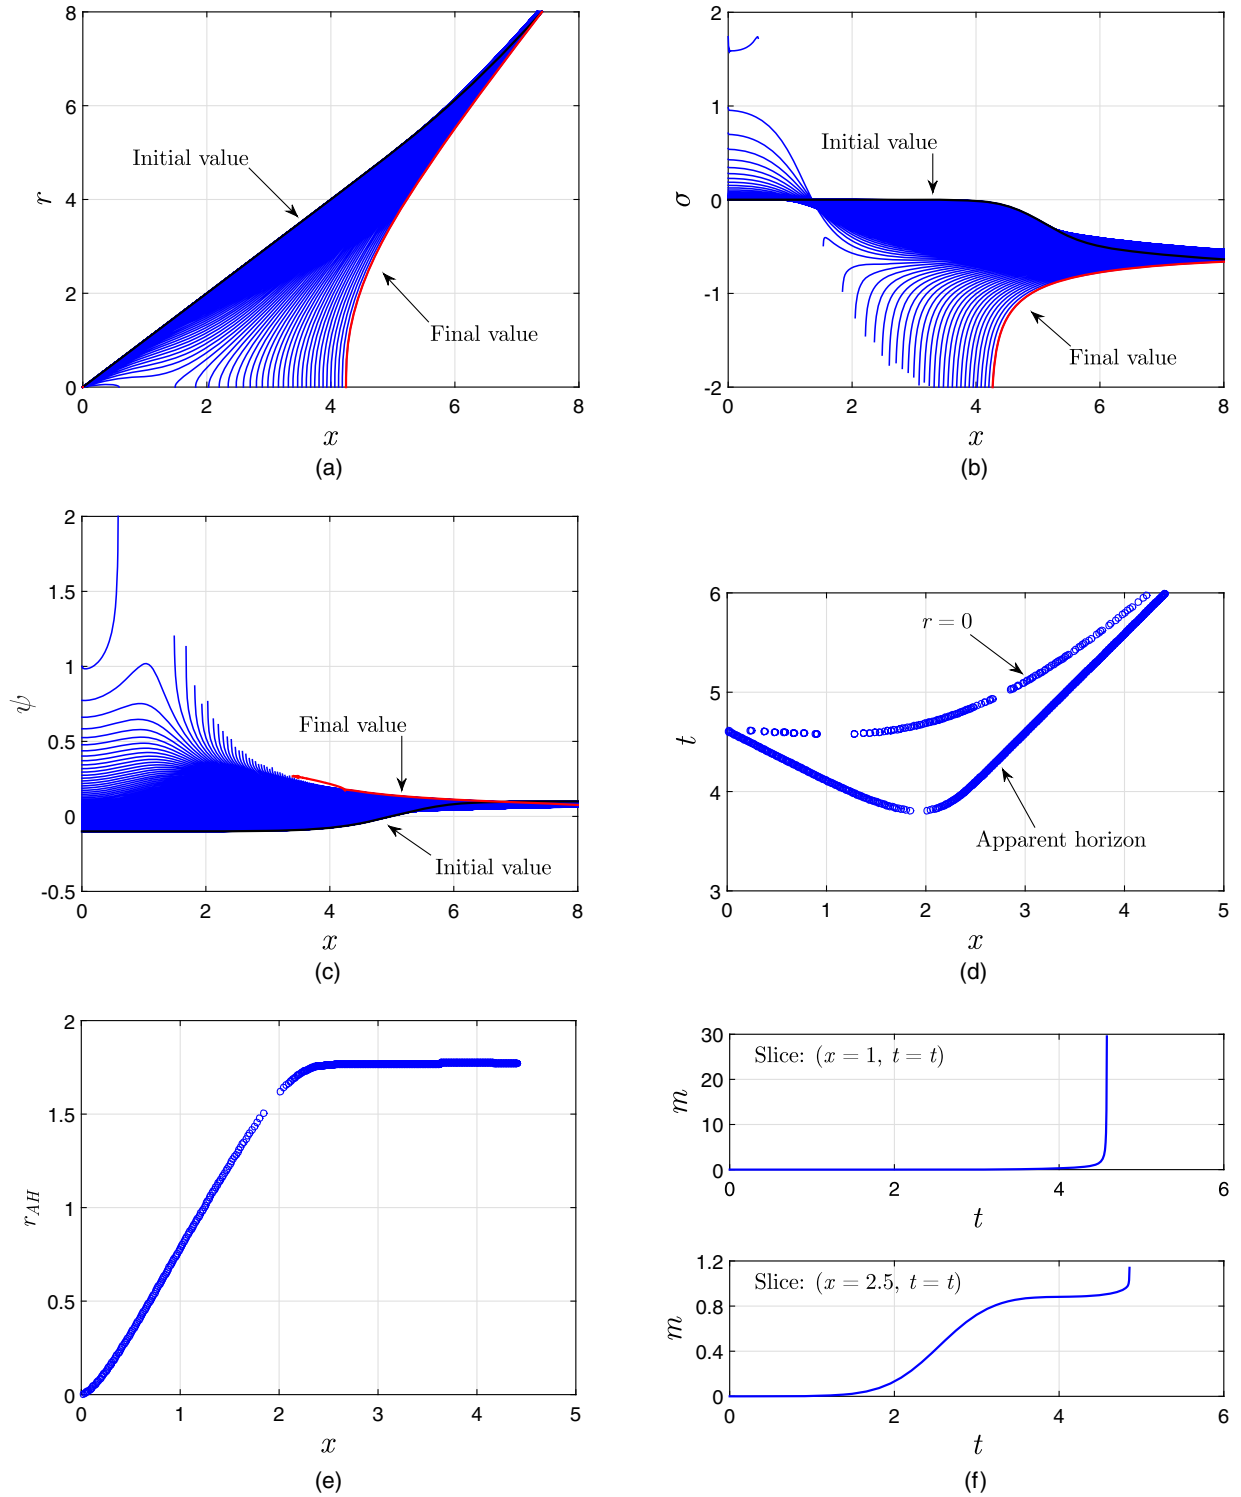 8
6
4
2
0
r
Initial value
Final value
0 2 4 6 8
x
(a)
2
1
0
-1
-2
σ
Initial value
Final value
0 2 4 6 8
x
(b)
2
1.5
1
0.5
0
-0.5
ψ
Final value
Initial value
0 2 4 6 8
x
(c)
6
5
4
3
t
r = 0
Apparent horizon
0 1 2 3 4 5
x
(d)
2
1.5
1
0.5
0
r_{AH}
0 1 2 3 4 5
x
(e)
30
20
10
0
m
Slice: (x = 1, t = t)
0 2 4 6
t
1.2
0.8
0.4
0
m
Slice: (x = 2.5, t = t)
0 2 4 6
t
(f)